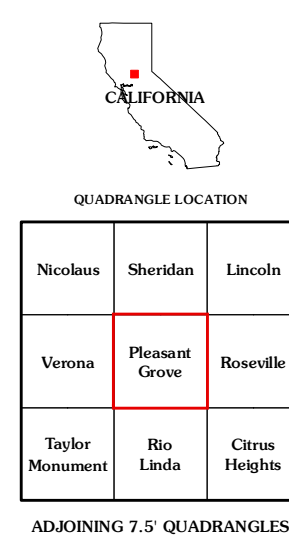 CALIFORNIA
QUADRANGLE LOCATION
Nicolaus
Sheridan
Lincoln
Verona
Pleasant
Grove
Roseville
Taylor
Monument
Rio
Linda
Citrus
Heights
ADJOINING 7.5' QUADRANGLES